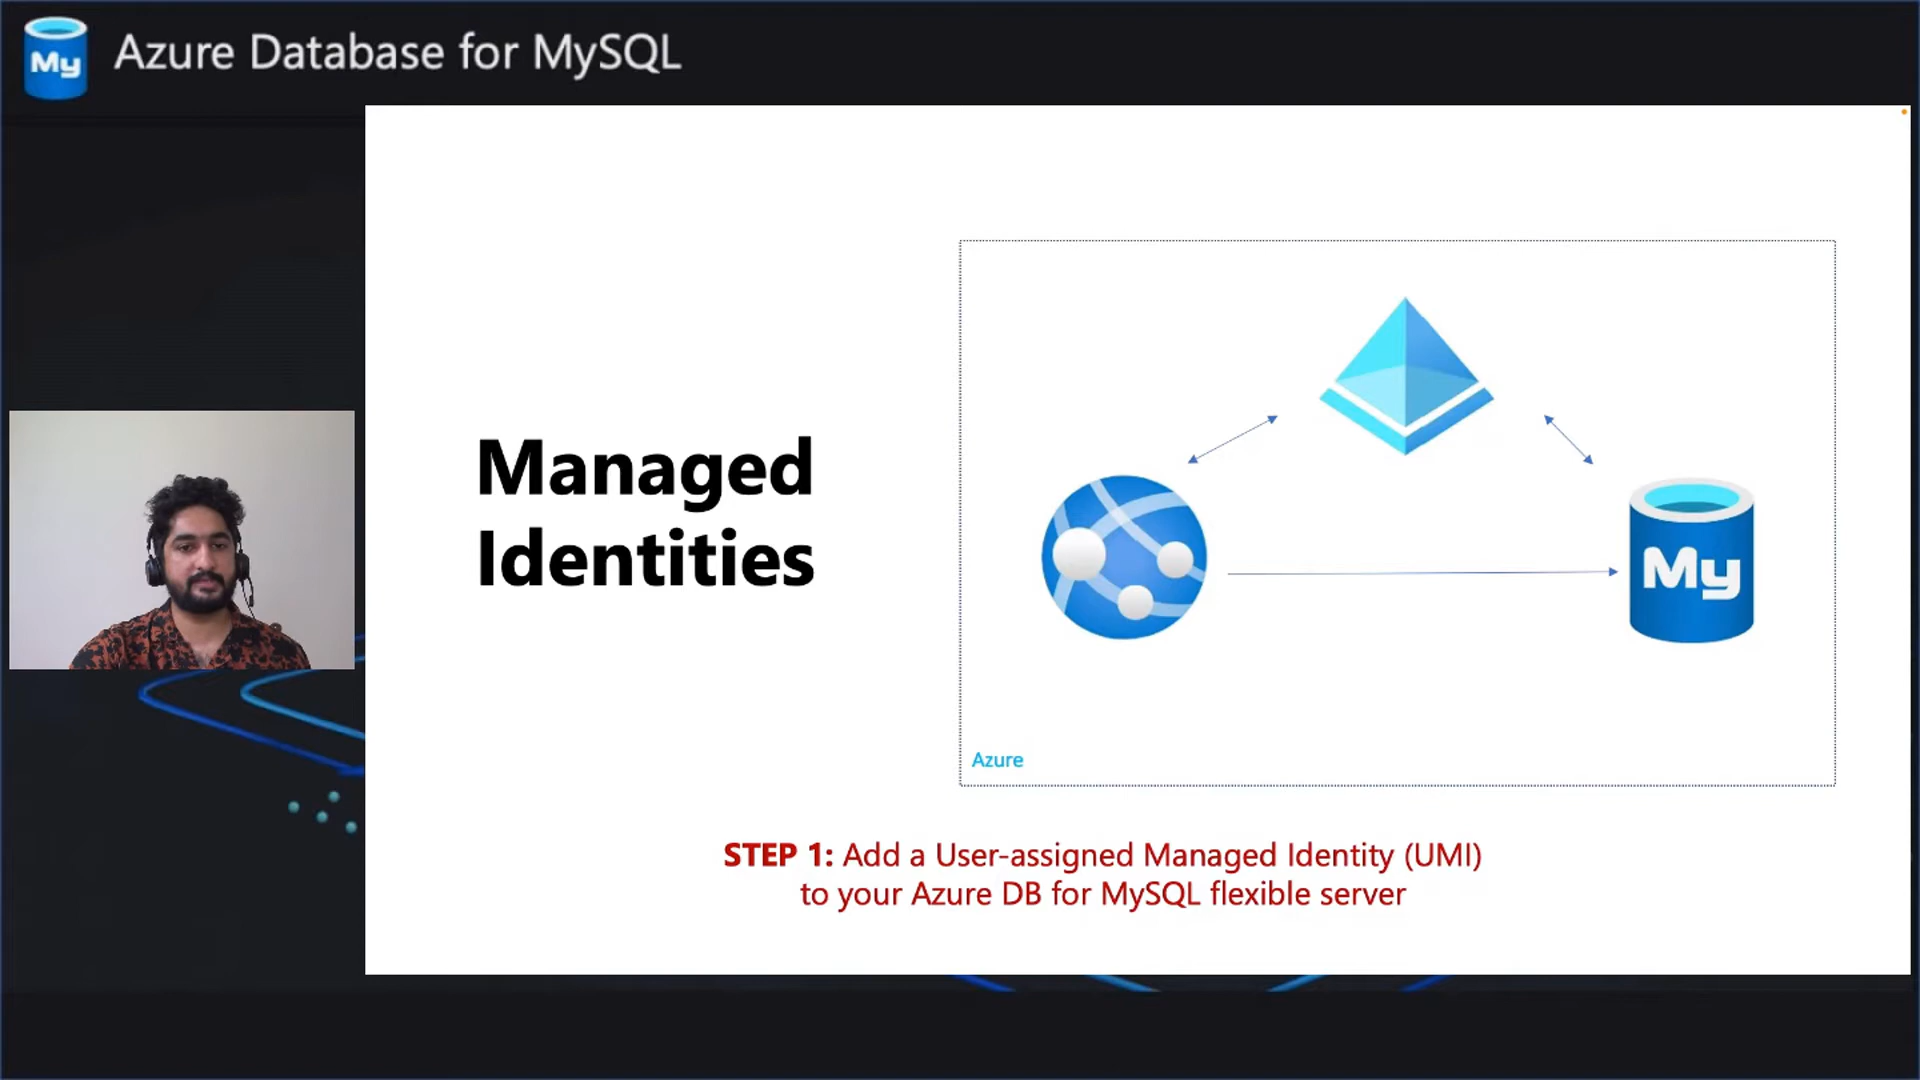 My
Azure Database for MySQL
Managed
Identities
My
Azure
STEP 1: Add a User-assigned Managed Identity (UMI)
to your Azure DB for MySQL flexible server